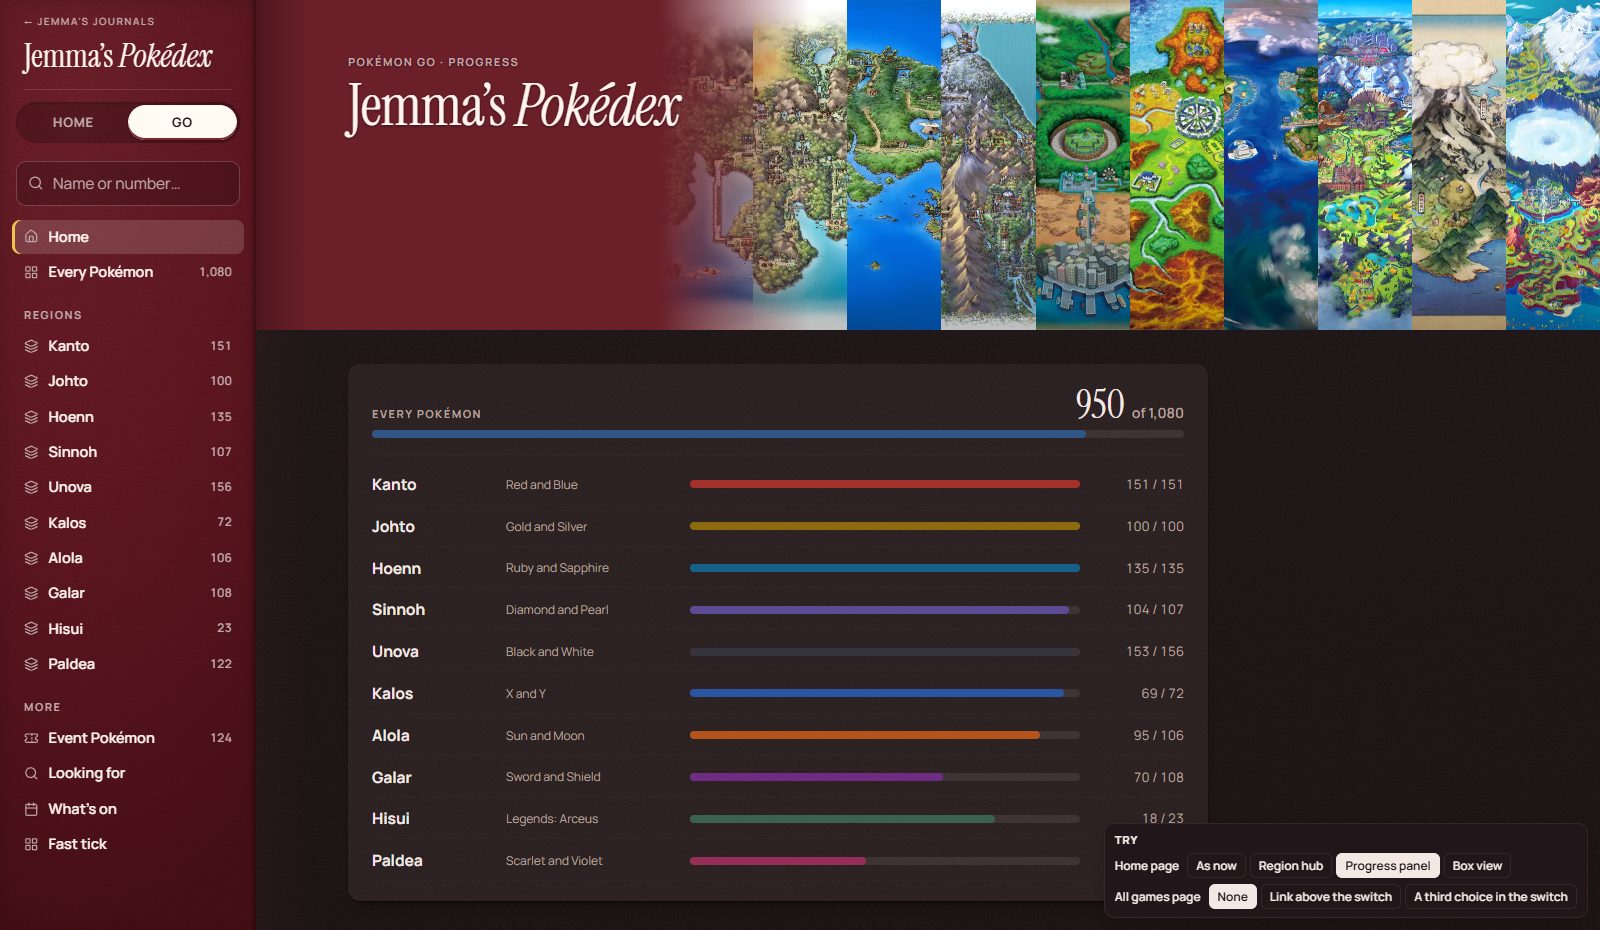 ← JEMMA'S JOURNALS
Jemma's Pokédex
HOME GO
Name or number...
Home
Every Pokémon 1,080
REGIONS
Kanto 151
Johto 100
Hoenn 135
Sinnoh 107
Unova 156
Kalos 72
Alola 106
Galar 108
Hisui 23
Paldea 122
MORE
Event Pokémon 124
Looking for
What's on
Fast tick
POKÉMON GO · PROGRESS
Jemma's Pokédex
EVERY POKÉMON 950 of 1,080
Kanto Red and Blue 151 / 151
Johto Gold and Silver 100 / 100
Hoenn Ruby and Sapphire 135 / 135
Sinnoh Diamond and Pearl 104 / 107
Unova Black and White 153 / 156
Kalos X and Y 69 / 72
Alola Sun and Moon 95 / 106
Galar Sword and Shield 70 / 108
Hisui Legends: Arceus 18 / 23
Paldea Scarlet and Violet
TRY
Home page As now Region hub Progress panel Box view
All games page None Link above the switch A third choice in the switch